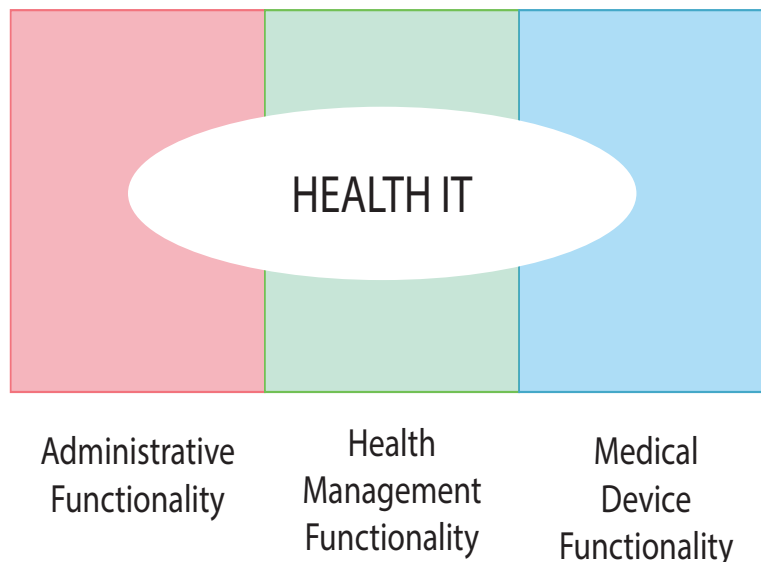 HEALTH IT
Administrative
Functionality
Health
Management
Functionality
Medical
Device
Functionality